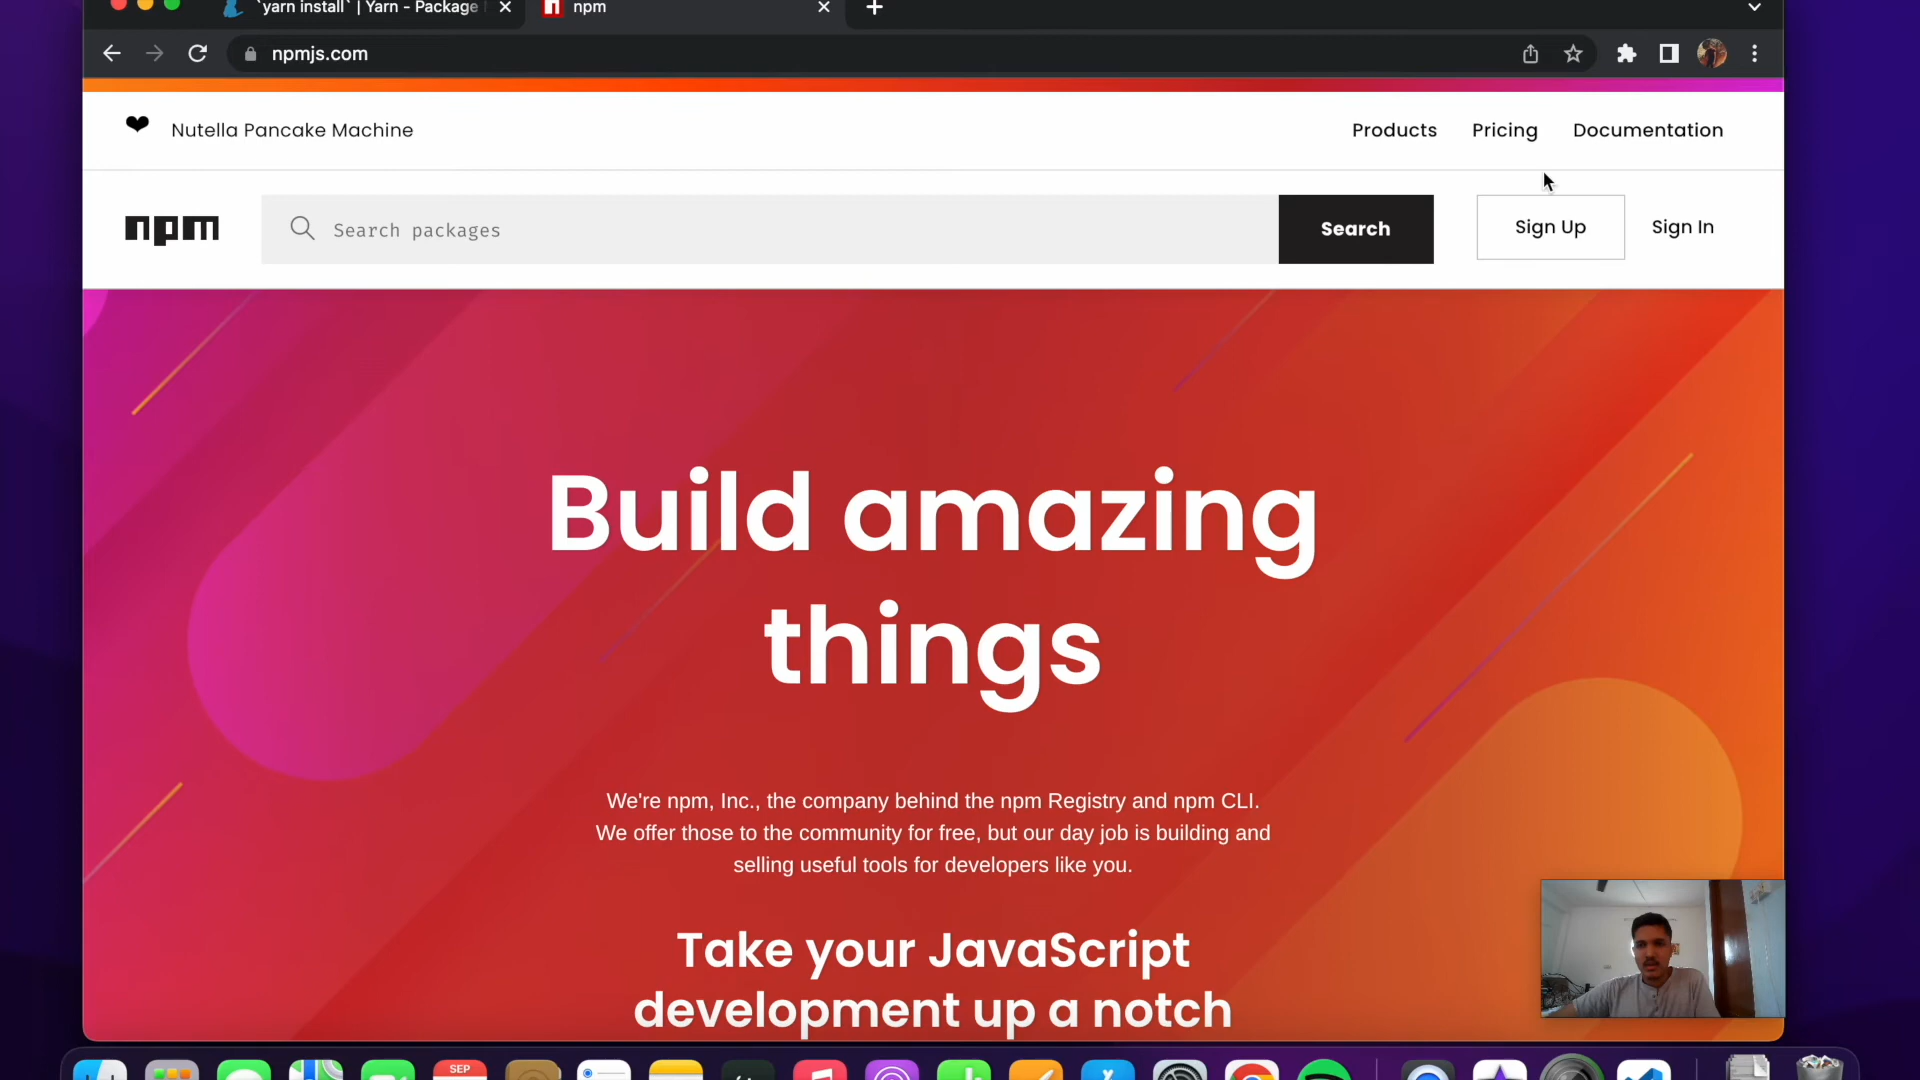 `yarn install` | Yarn - Package
npm
npmjs.com
Nutella Pancake Machine
Products
Pricing
Documentation
npm
Search packages
Search
Sign Up
Sign In
Build amazing
things
We're npm, Inc., the company behind the npm Registry and npm CLI.
We offer those to the community for free, but our day job is building and
selling useful tools for developers like you.
Take your JavaScript
development up a notch
SEP